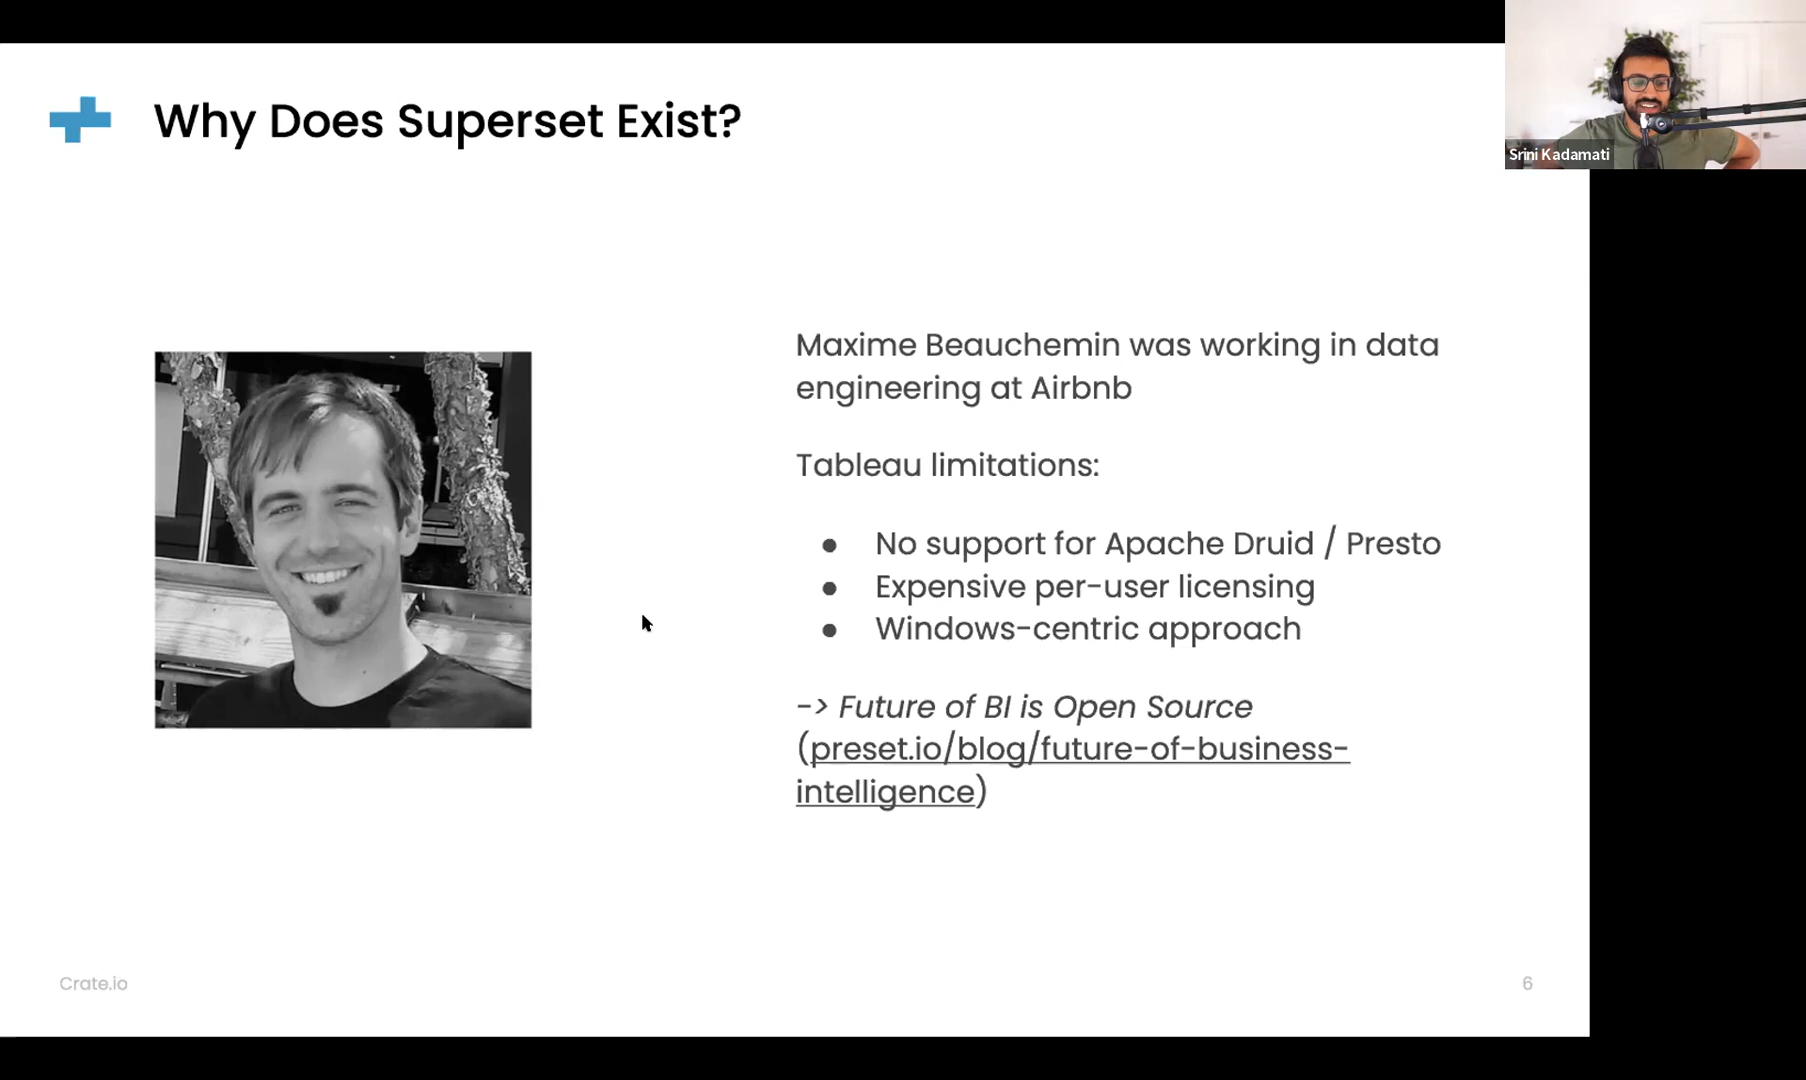 Why Does Superset Exist?
Srini Kadamati
Maxime Beauchemin was working in data
engineering at Airbnb
Tableau limitations:
● No support for Apache Druid / Presto
● Expensive per-user licensing
● Windows-centric approach
-> Future of BI is Open Source
(preset.io/blog/future-of-business-
intelligence)
Crate.io
6